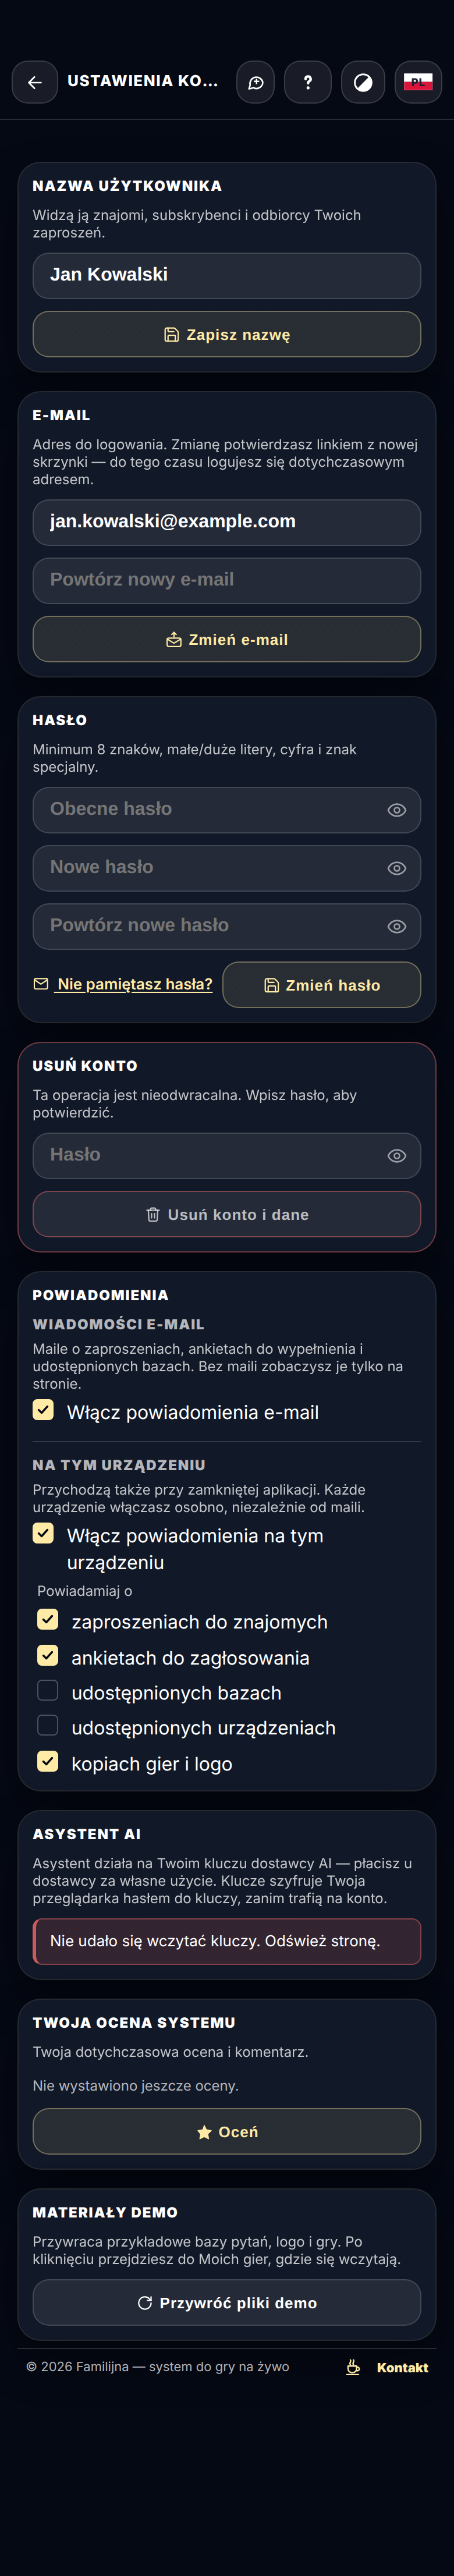 USTAWIENIA KO...
?
PL
NAZWA UŻYTKOWNIKA
Widzą ją znajomi, subskrybenci i odbiorcy Twoich
zaproszeń.
Jan Kowalski
Zapisz nazwę
E-MAIL
Adres do logowania. Zmianę potwierdzasz linkiem z nowej
skrzynki — do tego czasu logujesz się dotychczasowym
adresem.
jan.kowalski@example.com
Powtórz nowy e-mail
Zmień e-mail
HASŁO
Minimum 8 znaków, małe/duże litery, cyfra i znak
specjalny.
Obecne hasło
Nowe hasło
Powtórz nowe hasło
Nie pamiętasz hasła?
Zmień hasło
USUŃ KONTO
Ta operacja jest nieodwracalna. Wpisz hasło, aby
potwierdzić.
Hasło
Usuń konto i dane
POWIADOMIENIA
WIADOMOŚCI E-MAIL
Maile o zaproszeniach, ankietach do wypełnienia i
udostępnionych bazach. Bez maili zobaczysz je tylko na
stronie.
Włącz powiadomienia e-mail
NA TYM URZĄDZENIU
Przychodzą także przy zamkniętej aplikacji. Każde
urządzenie włączasz osobno, niezależnie od maili.
Włącz powiadomienia na tym
urządzeniu
Powiadamiaj o
zaproszeniach do znajomych
ankietach do zagłosowania
udostępnionych bazach
udostępnionych urządzeniach
kopiach gier i logo
ASYSTENT AI
Asystent działa na Twoim kluczu dostawcy AI — płacisz u
dostawcy za własne użycie. Klucze szyfruje Twoja
przeglądarka hasłem do kluczy, zanim trafią na konto.
Nie udało się wczytać kluczy. Odśwież stronę.
TWOJA OCENA SYSTEMU
Twoja dotychczasowa ocena i komentarz.
Nie wystawiono jeszcze oceny.
Oceń
MATERIAŁY DEMO
Przywraca przykładowe bazy pytań, logo i gry. Po
kliknięciu przejdziesz do Moich gier, gdzie się wczytają.
Przywróć pliki demo
© 2026 Familijna — system do gry na żywo
Kontakt